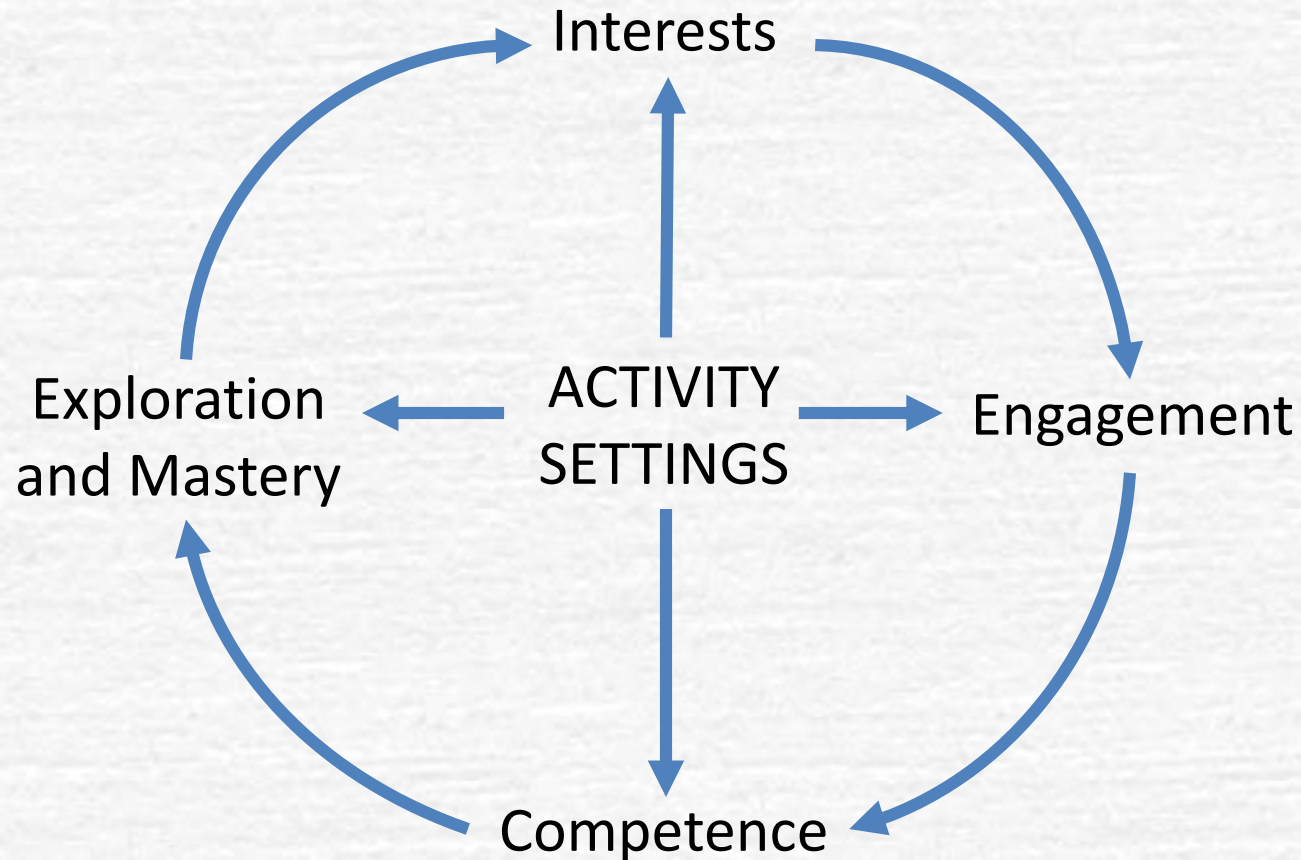 Interests
Exploration
and Mastery
ACTIVITY
SETTINGS
Engagement
Competence